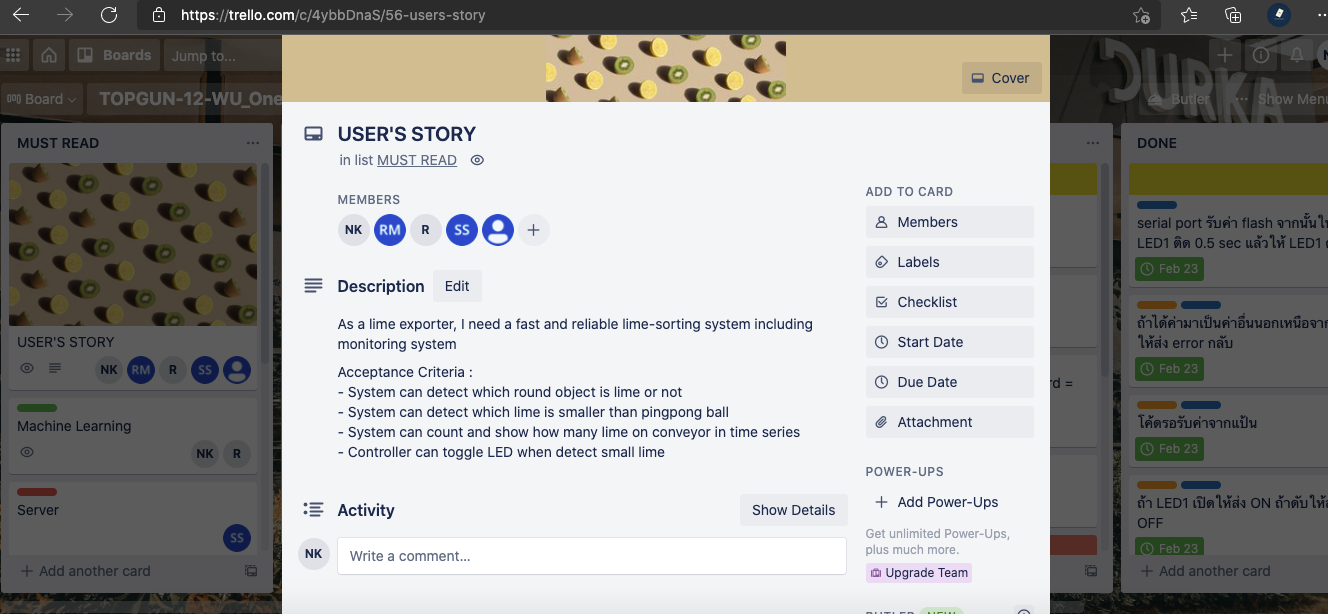 https://trello.com/c/4ybbDnaS/56-users-story
Boards
Jump to...
Board
TOPGUN-12-WU_One
Butler
Show Menu
Cover
MUST READ
USER'S STORY
NK
RM
R
SS
Machine Learning
NK
R
Server
SS
Add another card
USER'S STORY
in list MUST READ
MEMBERS
NK
RM
R
SS
Description
Edit
As a lime exporter, I need a fast and reliable lime-sorting system including
monitoring system
Acceptance Criteria :
- System can detect which round object is lime or not
- System can detect which lime is smaller than pingpong ball
- System can count and show how many lime on conveyor in time series
- Controller can toggle LED when detect small lime
Activity
Show Details
NK
Write a comment...
ADD TO CARD
Members
Labels
Checklist
Start Date
Due Date
Attachment
POWER-UPS
Add Power-Ups
Get unlimited Power-Ups,
plus much more.
Upgrade Team
BUTLER NEW
rd =
DONE
serial port รับค่า flash จากนั้นให้
LED1 ติด 0.5 sec แล้วให้ LED1
Feb 23
ถ้าได้ค่ามาเป็นค่าอื่นนอกเหนือจาก
ให้ส่ง error กลับ
Feb 23
โค้ดรอรับค่าจากแป้น
Feb 23
ถ้า LED1 เปิด ให้ส่ง ON ถ้าดับให้ส่ง
OFF
Feb 23
Add another card